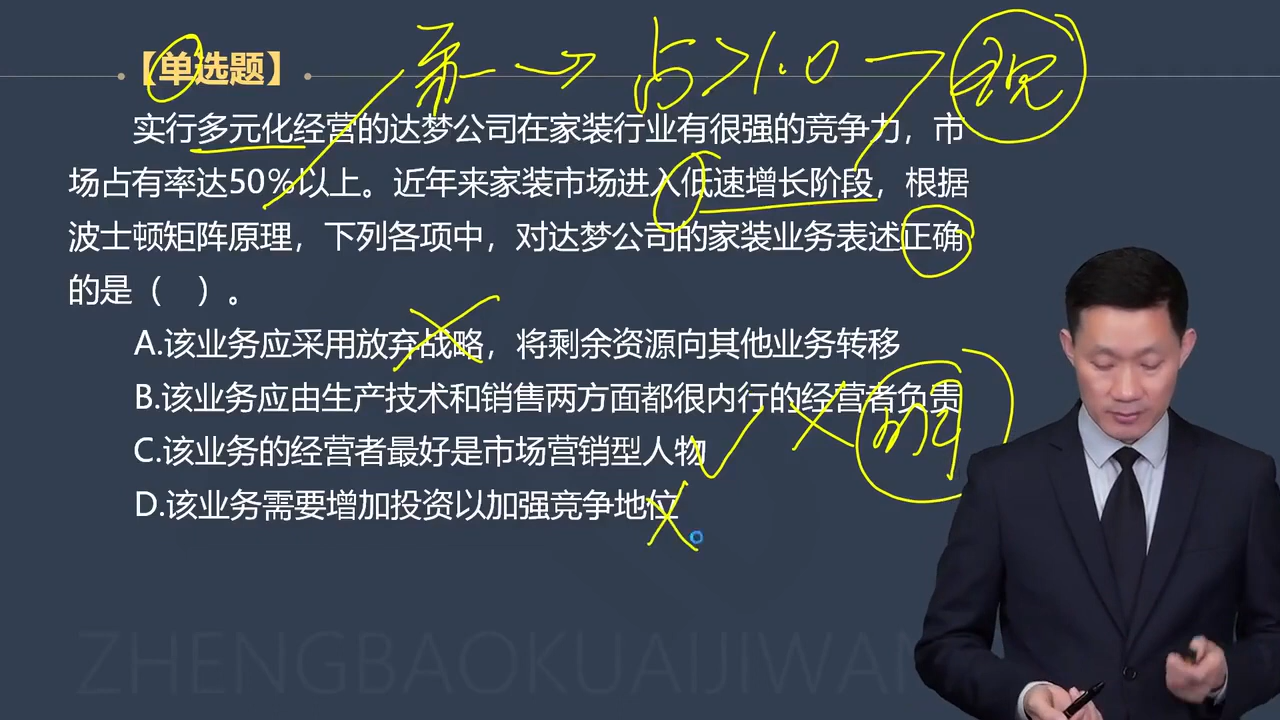 【单选题】
第一 → 占>1.0 → 现
实行多元化经营的达梦公司在家装行业有很强的竞争力，市
场占有率达50%以上。近年来家装市场进入低速增长阶段，根据
波士顿矩阵原理，下列各项中，对达梦公司的家装业务表述正确
的是（ ）。
A.该业务应采用放弃战略，将剩余资源向其他业务转移
B.该业务应由生产技术和销售两方面都很内行的经营者负责
C.该业务的经营者最好是市场营销型人物
D.该业务需要增加投资以加强竞争地位
ZHENGBAOKUAIJIWAN